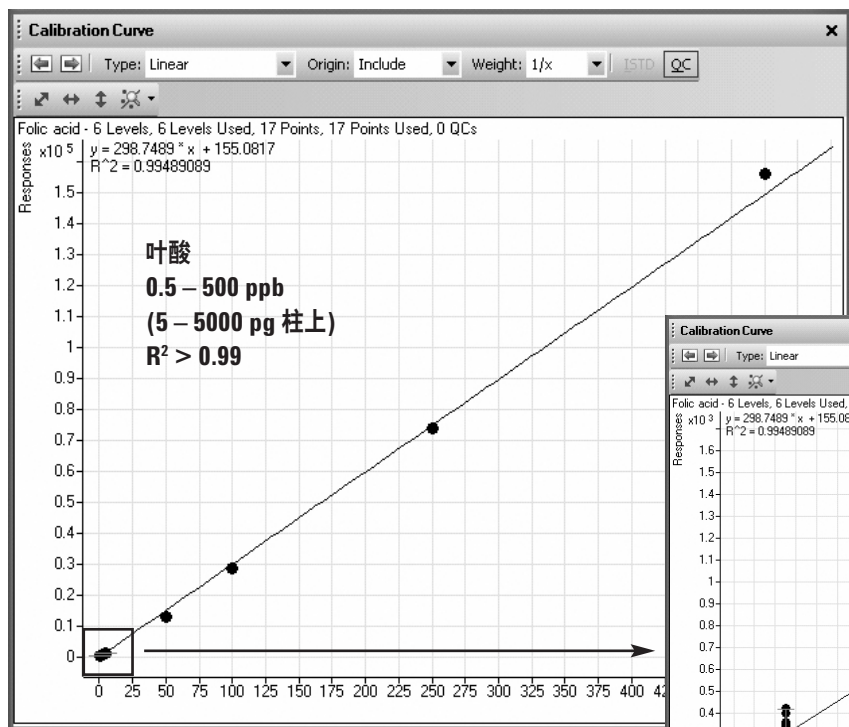 Calibration Curve
Type: Linear Origin: Include Weight: 1/x ISTD QC
Folic acid - 6 Levels, 6 Levels Used, 17 Points, 17 Points Used, 0 QCs
x10 5
y = 298.7489 * x + 155.0817
R^2 = 0.99489089
Responses
1.5
1.4
1.3
1.2
1.1
1
0.9
0.8
0.7
0.6
0.5
0.4
0.3
0.2
0.1
0
叶酸
0.5 – 500 ppb
(5 – 5000 pg 柱上)
R² > 0.99
0 25 50 75 100 125 150 175 200 225 250 275 300 325 350 375 400
Calibration Curve
Type: Linear
Folic acid - 6 Levels, 6 Levels Used,
x10 3
y = 298.7489 * x + 155.08
R^2 = 0.99489089
Responses
1.6
1.5
1.4
1.3
1.2
1.1
1
0.9
0.8
0.7
0.6
0.5
0.4